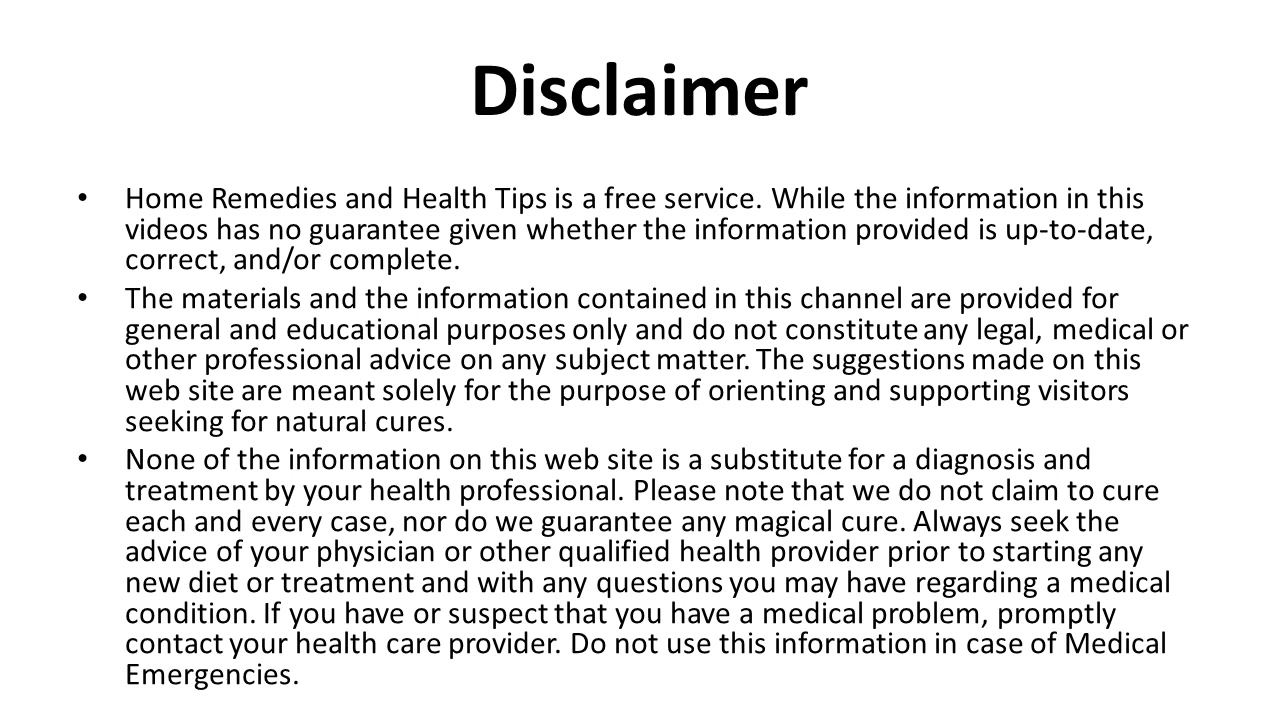 Disclaimer
• Home Remedies and Health Tips is a free service. While the information in this
videos has no guarantee given whether the information provided is up-to-date,
correct, and/or complete.
• The materials and the information contained in this channel are provided for
general and educational purposes only and do not constitute any legal, medical or
other professional advice on any subject matter. The suggestions made on this
web site are meant solely for the purpose of orienting and supporting visitors
seeking for natural cures.
• None of the information on this web site is a substitute for a diagnosis and
treatment by your health professional. Please note that we do not claim to cure
each and every case, nor do we guarantee any magical cure. Always seek the
advice of your physician or other qualified health provider prior to starting any
new diet or treatment and with any questions you may have regarding a medical
condition. If you have or suspect that you have a medical problem, promptly
contact your health care provider. Do not use this information in case of Medical
Emergencies.